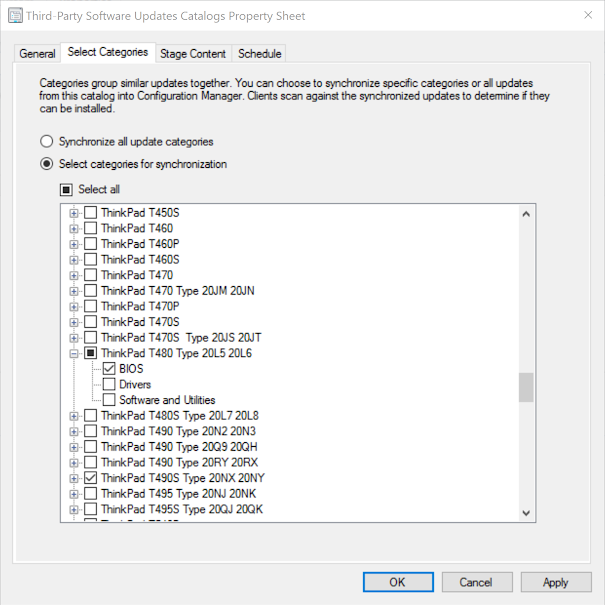 Third-Party Software Updates Catalogs Property Sheet
General Select Categories Stage Content Schedule
Categories group similar updates together. You can choose to synchronize specific categories or all updates
from this catalog into Configuration Manager. Clients scan against the synchronized updates to determine if they
can be installed.
Synchronize all update categories
Select categories for synchronization
Select all
ThinkPad T450S
ThinkPad T460
ThinkPad T460P
ThinkPad T460S
ThinkPad T470
ThinkPad T470 Type 20JM 20JN
ThinkPad T470P
ThinkPad T470S
ThinkPad T470S Type 20JS 20JT
ThinkPad T480 Type 20L5 20L6
BIOS
Drivers
Software and Utilities
ThinkPad T480S Type 20L7 20L8
ThinkPad T490 Type 20N2 20N3
ThinkPad T490 Type 20Q9 20QH
ThinkPad T490 Type 20RY 20RX
ThinkPad T490S Type 20NX 20NY
ThinkPad T495 Type 20NJ 20NK
ThinkPad T495S Type 20QJ 20QK
OK Cancel Apply